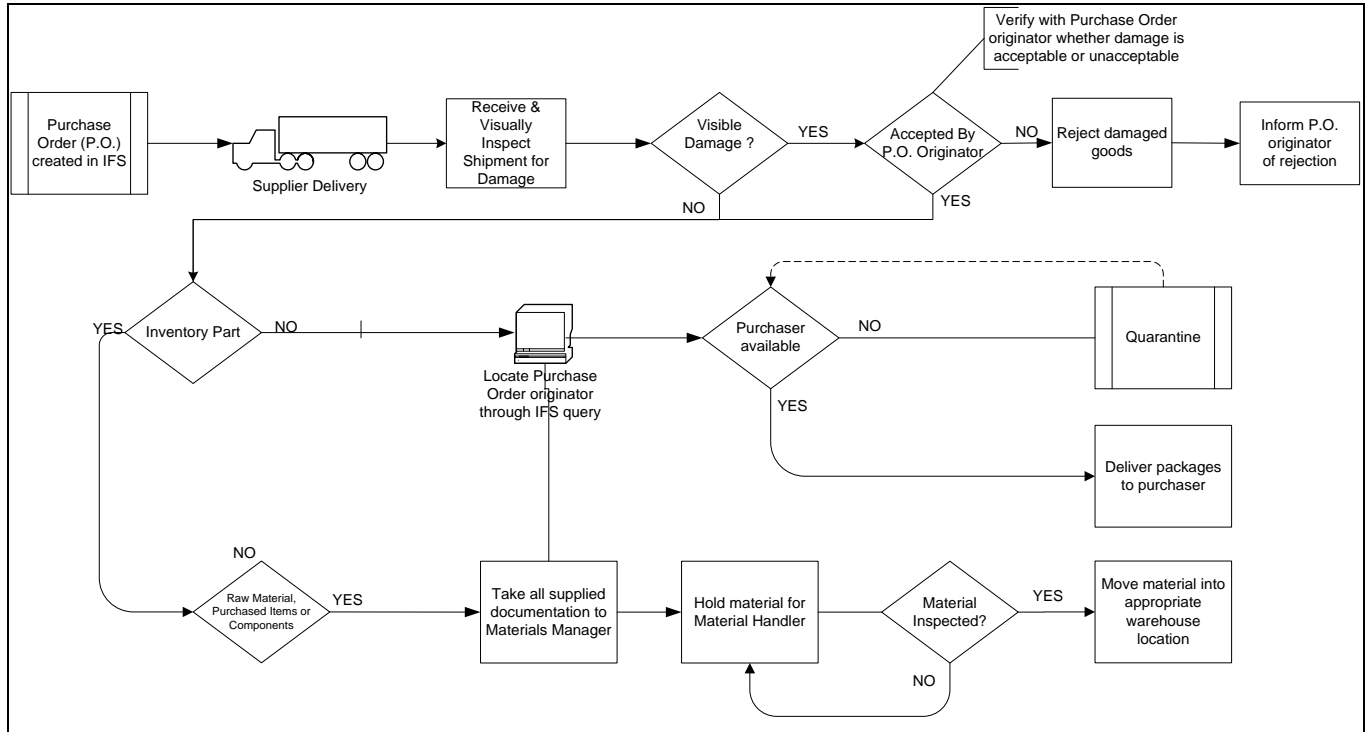 Verify with Purchase Order
originator whether damage is
acceptable or unacceptable
Purchase
Order (P.O.)
created in IFS
Supplier Delivery
Receive &
Visually
Inspect
Shipment for
Damage
Visible
Damage ?
YES
NO
Accepted By
P.O. Originator
NO
YES
Reject damaged
goods
Inform P.O.
originator
of rejection
YES
Inventory Part
NO
Locate Purchase
Order originator
through IFS query
Purchaser
available
NO
YES
Quarantine
Deliver packages
to purchaser
NO
Raw Material,
Purchased Items or
Components
YES
Take all supplied
documentation to
Materials Manager
Hold material for
Material Handler
Material
Inspected?
YES
NO
Move material into
appropriate
warehouse
location